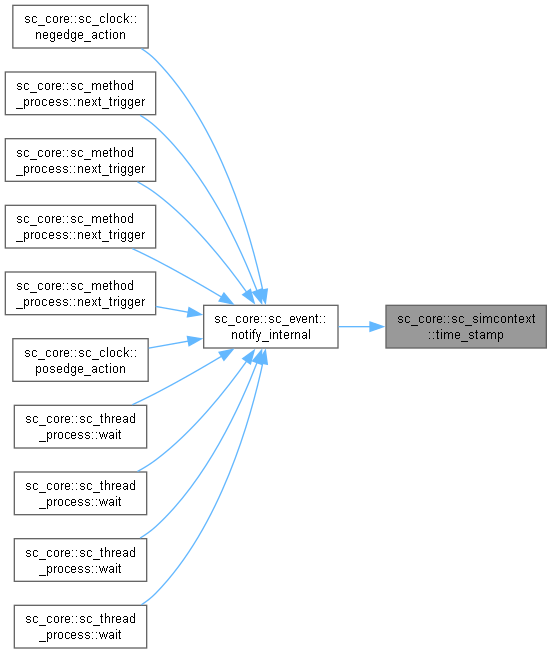 sc_core::sc_clock::
negedge_action
sc_core::sc_method
_process::next_trigger
sc_core::sc_method
_process::next_trigger
sc_core::sc_method
_process::next_trigger
sc_core::sc_method
_process::next_trigger
sc_core::sc_clock::
posedge_action
sc_core::sc_thread
_process::wait
sc_core::sc_thread
_process::wait
sc_core::sc_thread
_process::wait
sc_core::sc_thread
_process::wait
sc_core::sc_event::
notify_internal
sc_core::sc_simcontext
::time_stamp